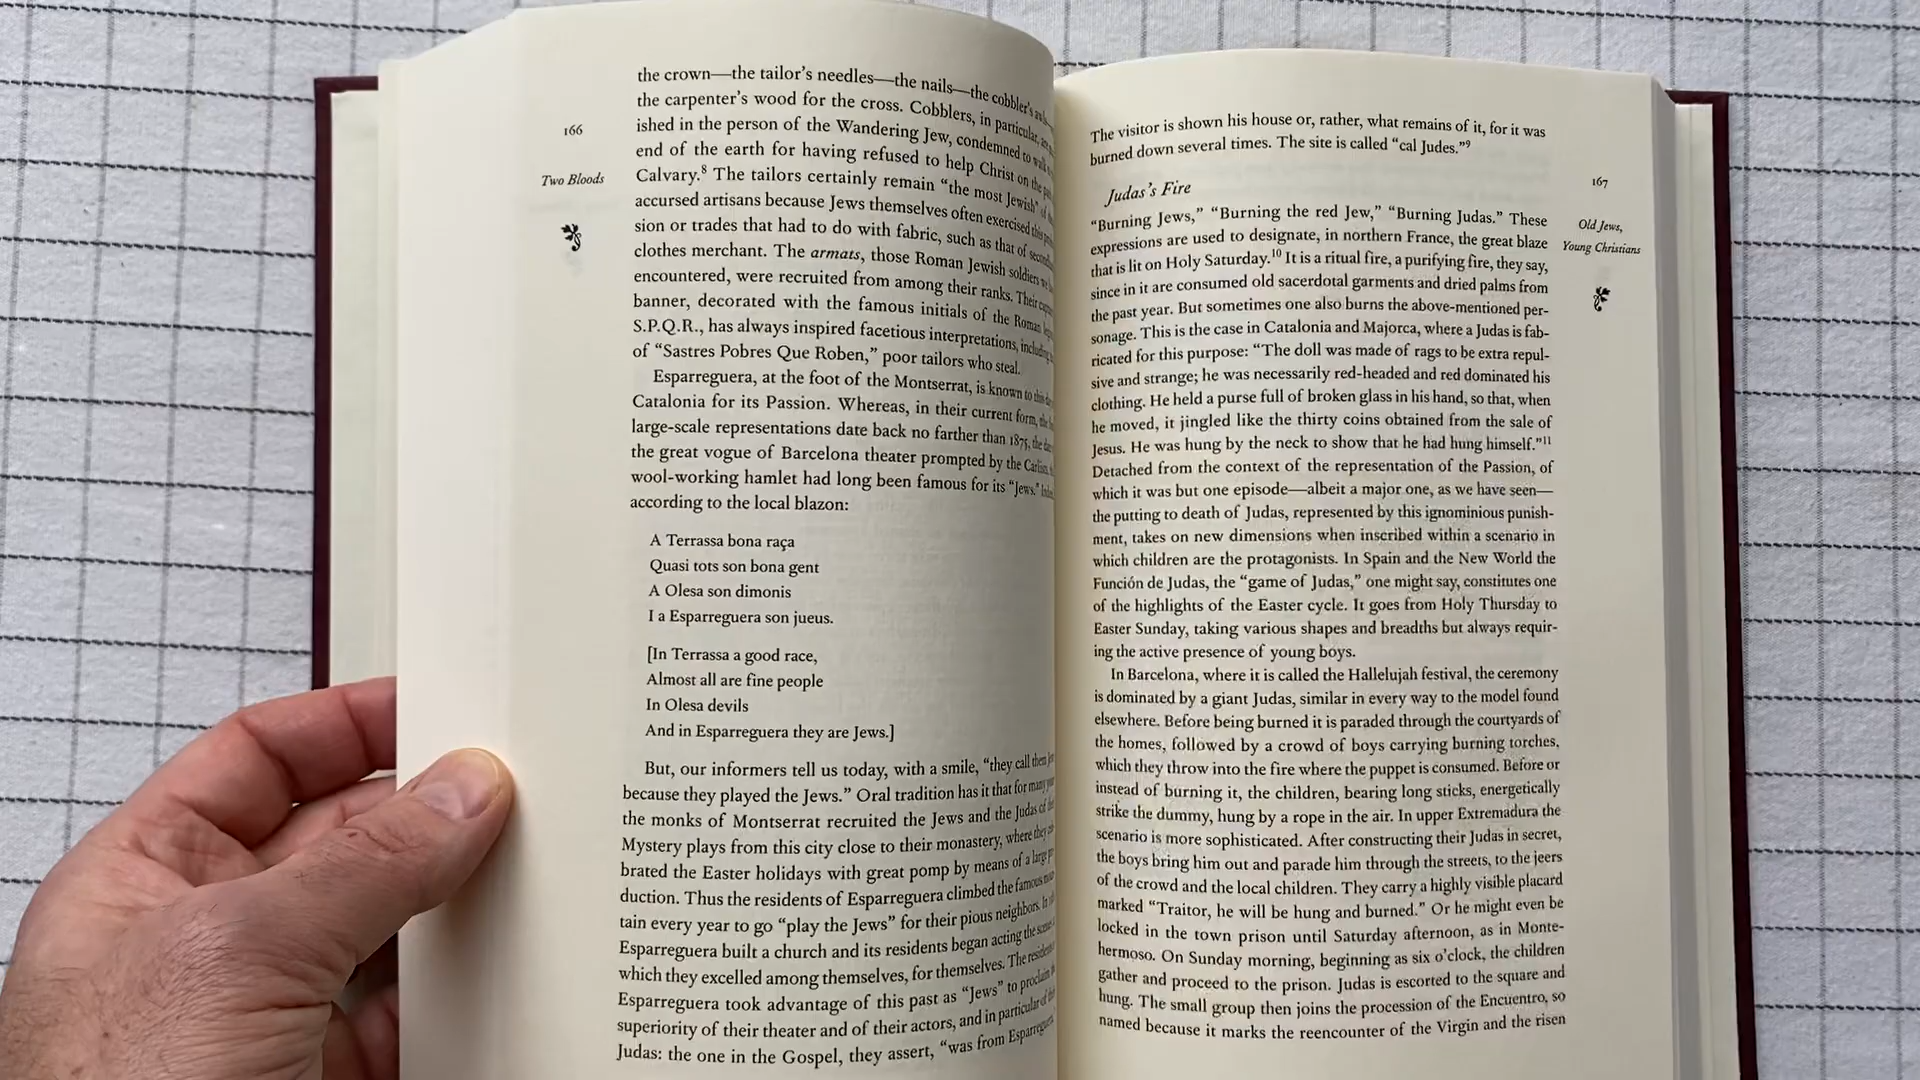 166
Two Bloods
the crown—the tailor's needles—the nails—the cobbler's
the carpenter's wood for the cross. Cobblers, in particular,
ished in the person of the Wandering Jew, condemned to walk
end of the earth for having refused to help Christ on the
Calvary.⁸ The tailors certainly remain "the most Jewish" of
accursed artisans because Jews themselves often exercised this
sion or trades that had to do with fabric, such as that of
clothes merchant. The armats, those Roman Jewish soldiers we
encountered, were recruited from among their ranks. Their
banner, decorated with the famous initials of the Roman
S.P.Q.R., has always inspired facetious interpretations, including
of "Sastres Pobres Que Roben," poor tailors who steal.
Esparreguera, at the foot of the Montserrat, is known to this
Catalonia for its Passion. Whereas, in their current form, the
large-scale representations date back no farther than 1875, the
the great vogue of Barcelona theater prompted by the
wool-working hamlet had long been famous for its "Jews."
according to the local blazon:
A Terrassa bona raça
Quasi tots son bona gent
A Olesa son dimonis
I a Esparreguera son jueus.
[In Terrassa a good race,
Almost all are fine people
In Olesa devils
And in Esparreguera they are Jews.]
But, our informers tell us today, with a smile, "they call them
because they played the Jews." Oral tradition has it that for many
the monks of Montserrat recruited the Jews and the Judas of
Mystery plays from this city close to their monastery, where they
brated the Easter holidays with great pomp by means of a large
duction. Thus the residents of Esparreguera climbed the famous
tain every year to go "play the Jews" for their pious neighbors. In
Esparreguera built a church and its residents began acting the
which they excelled among themselves, for themselves. The
Esparreguera took advantage of this past as "Jews" to proclaim
superiority of their theater and of their actors, and in particular of
Judas: the one in the Gospel, they assert, "was from
The visitor is shown his house or, rather, what remains of it, for it was
burned down several times. The site is called "cal Judes."⁹
Judas's Fire
"Burning Jews," "Burning the red Jew," "Burning Judas." These
expressions are used to designate, in northern France, the great blaze
that is lit on Holy Saturday.¹⁰ It is a ritual fire, a purifying fire, they say,
since in it are consumed old sacerdotal garments and dried palms from
the past year. But sometimes one also burns the above-mentioned per-
sonage. This is the case in Catalonia and Majorca, where a Judas is fab-
ricated for this purpose: "The doll was made of rags to be extra repul-
sive and strange; he was necessarily red-headed and red dominated his
clothing. He held a purse full of broken glass in his hand, so that, when
he moved, it jingled like the thirty coins obtained from the sale of
Jesus. He was hung by the neck to show that he had hung himself."¹¹
Detached from the context of the representation of the Passion, of
which it was but one episode—albeit a major one, as we have seen—
the putting to death of Judas, represented by this ignominious punish-
ment, takes on new dimensions when inscribed within a scenario in
which children are the protagonists. In Spain and the New World the
Función de Judas, the "game of Judas," one might say, constitutes one
of the highlights of the Easter cycle. It goes from Holy Thursday to
Easter Sunday, taking various shapes and breadths but always requir-
ing the active presence of young boys.
In Barcelona, where it is called the Hallelujah festival, the ceremony
is dominated by a giant Judas, similar in every way to the model found
elsewhere. Before being burned it is paraded through the courtyards of
the homes, followed by a crowd of boys carrying burning torches,
which they throw into the fire where the puppet is consumed. Before or
instead of burning it, the children, bearing long sticks, energetically
strike the dummy, hung by a rope in the air. In upper Extremadura the
scenario is more sophisticated. After constructing their Judas in secret,
the boys bring him out and parade him through the streets, to the jeers
of the crowd and the local children. They carry a highly visible placard
marked "Traitor, he will be hung and burned." Or he might even be
locked in the town prison until Saturday afternoon, as in Monte-
hermoso. On Sunday morning, beginning as six o'clock, the children
gather and proceed to the prison. Judas is escorted to the square and
hung. The small group then joins the procession of the Encuentro, so
named because it marks the reencounter of the Virgin and the risen
167
Old Jews,
Young Christians